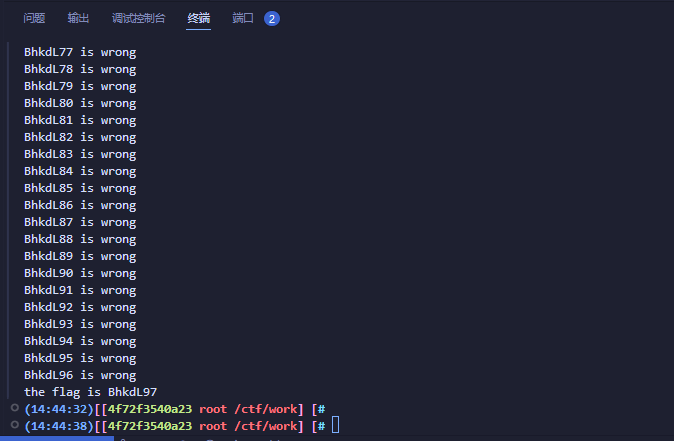 问题 输出 调试控制台 终端 端口 2
BhkdL77 is wrong
BhkdL78 is wrong
BhkdL79 is wrong
BhkdL80 is wrong
BhkdL81 is wrong
BhkdL82 is wrong
BhkdL83 is wrong
BhkdL84 is wrong
BhkdL85 is wrong
BhkdL86 is wrong
BhkdL87 is wrong
BhkdL88 is wrong
BhkdL89 is wrong
BhkdL90 is wrong
BhkdL91 is wrong
BhkdL92 is wrong
BhkdL93 is wrong
BhkdL94 is wrong
BhkdL95 is wrong
BhkdL96 is wrong
the flag is BhkdL97
(14:44:32)[[4f72f3540a23 root /ctf/work] [#
(14:44:38)[[4f72f3540a23 root /ctf/work] [#